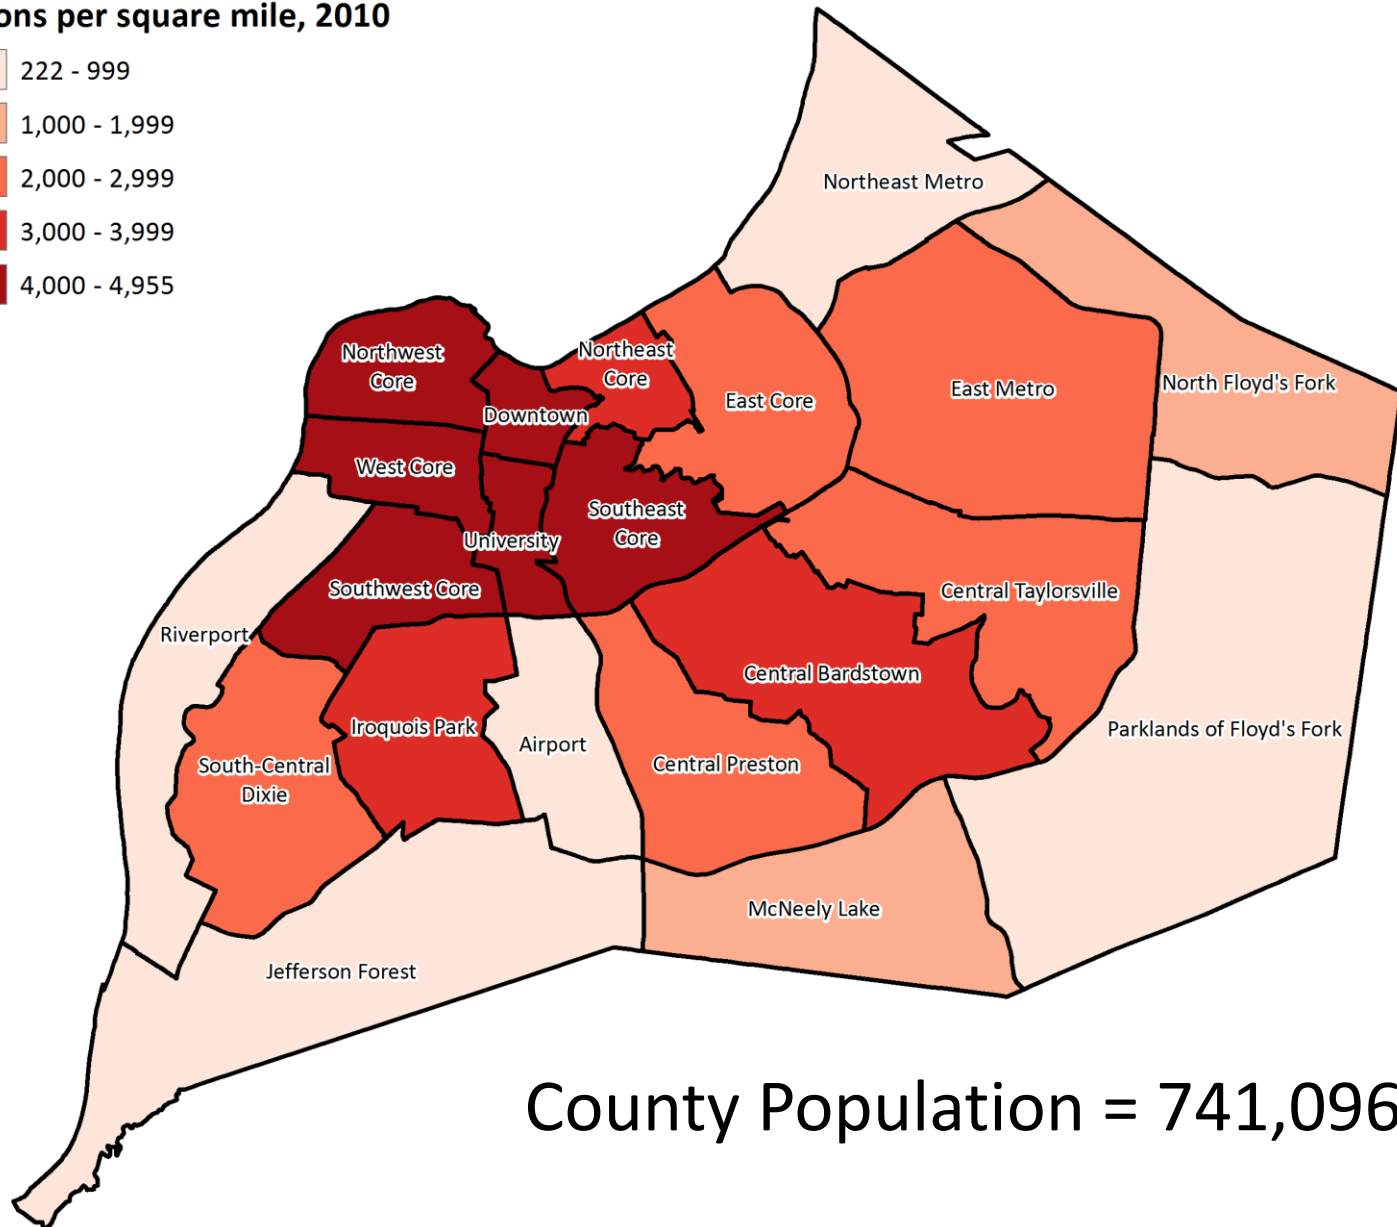 ons per square mile, 2010
222 - 999
1,000 - 1,999
2,000 - 2,999
3,000 - 3,999
4,000 - 4,955
Northeast Metro
Northwest
Core
Northeast
Core
North Floyd's Fork
East Metro
East Core
Downtown
West Core
Southeast
Core
University
Southwest Core
Central Taylorsville
Riverport
Central Bardstown
Iroquois Park
Parklands of Floyd's Fork
Airport
South-Central
Dixie
Central Preston
McNeely Lake
Jefferson Forest
County Population = 741,096